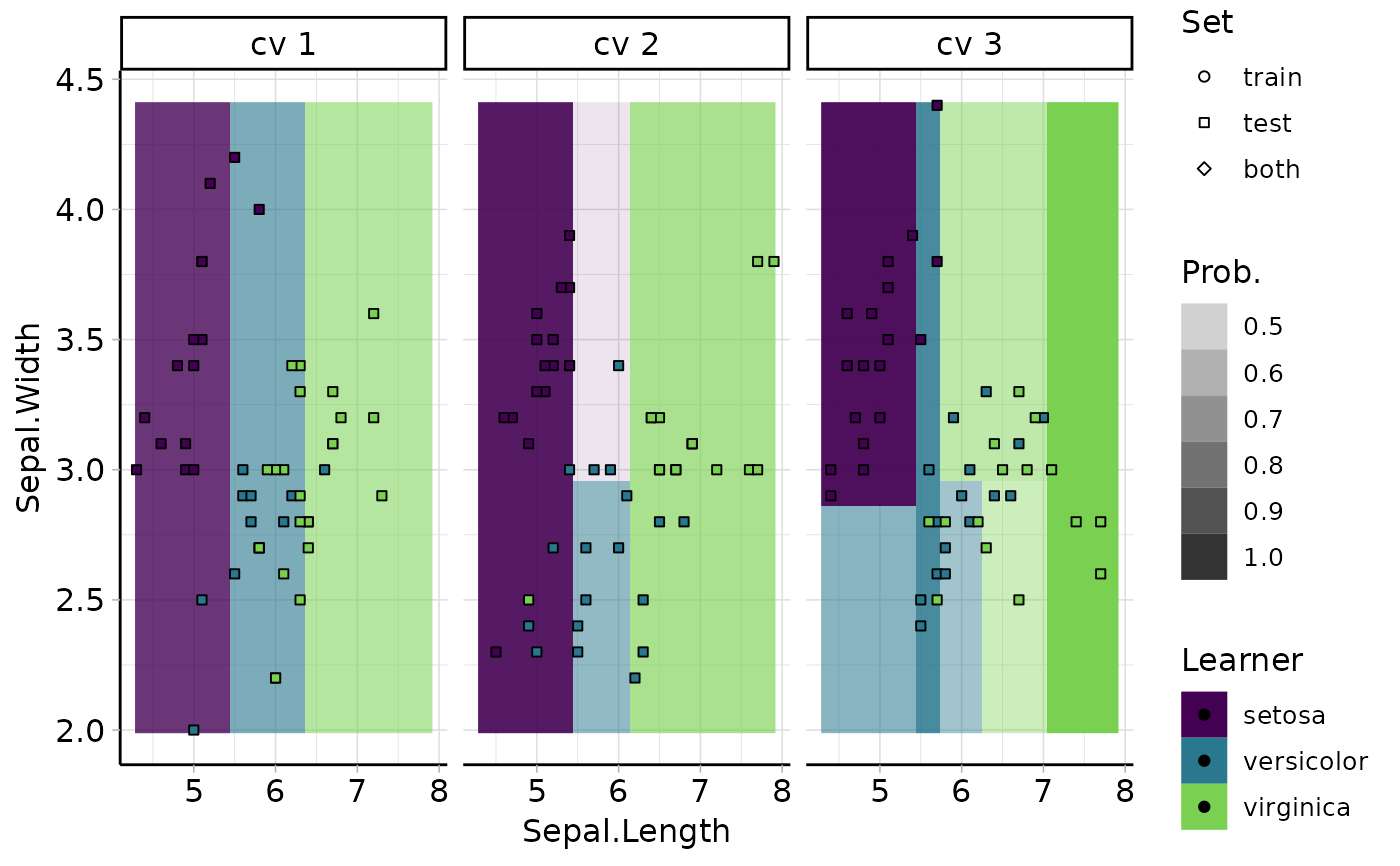 cv 1
cv 2
cv 3
4.5
4.0
3.5
3.0
2.5
2.0
Sepal.Width
5 6 7 8
5 6 7 8
5 6 7 8
Sepal.Length
Set
train
test
both
Prob.
0.5
0.6
0.7
0.8
0.9
1.0
Learner
setosa
versicolor
virginica